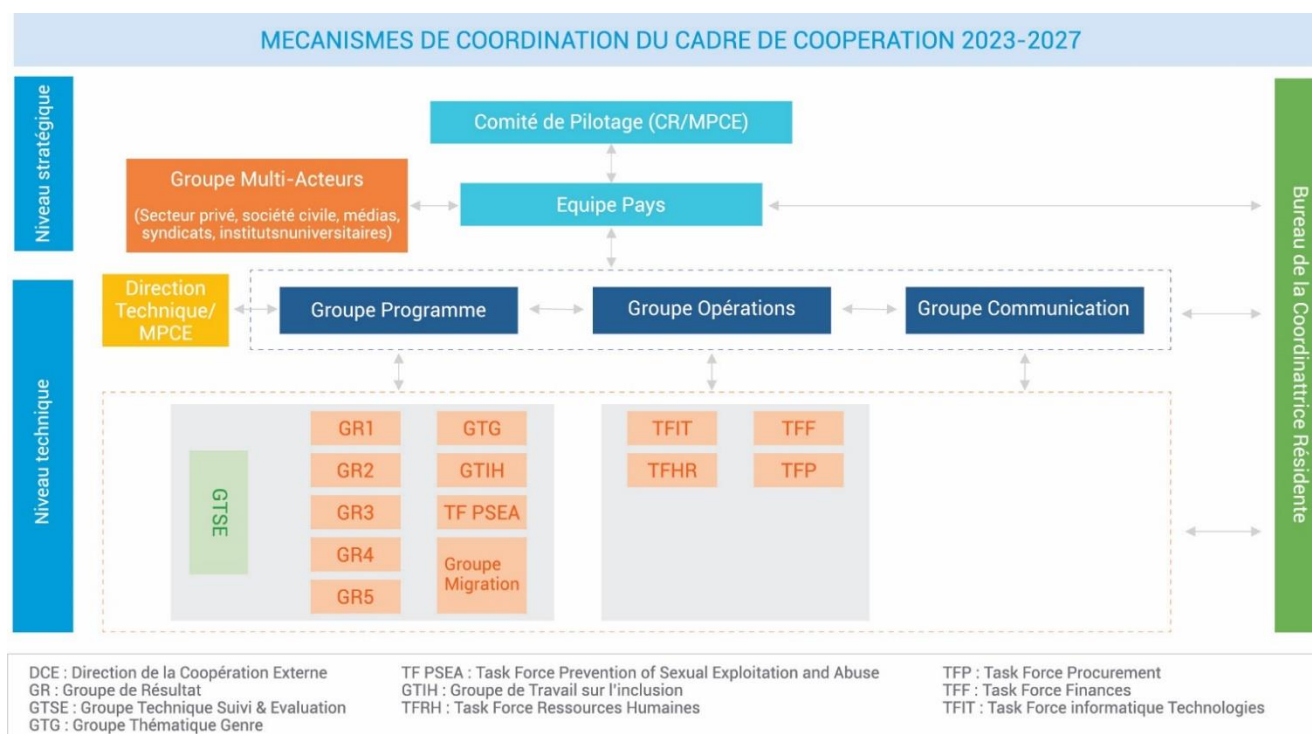 MECANISMES DE COORDINATION DU CADRE DE COOPERATION 2023-2027
Niveau stratégique
Comité de Pilotage (CR/MPCE)
Groupe Multi-Acteurs
(Secteur privé, société civile, médias,
syndicats, institutsnuniversitaires)
Equipe Pays
Bureau de la Coordinatrice Résidente
Niveau technique
Direction
Technique/
MPCE
Groupe Programme
Groupe Opérations
Groupe Communication
GTSE
GR1
GR2
GR3
GR4
GR5
GTG
GTIH
TF PSEA
Groupe
Migration
TFIT
TFF
TFHR
TFP
DCE : Direction de la Coopération Externe
GR : Groupe de Résultat
GTSE : Groupe Technique Suivi & Evaluation
GTG : Groupe Thématique Genre
TF PSEA : Task Force Prevention of Sexual Exploitation and Abuse
GTIH : Groupe de Travail sur l'inclusion
TFRH : Task Force Ressources Humaines
TFP : Task Force Procurement
TFF : Task Force Finances
TFIT : Task Force informatique Technologies